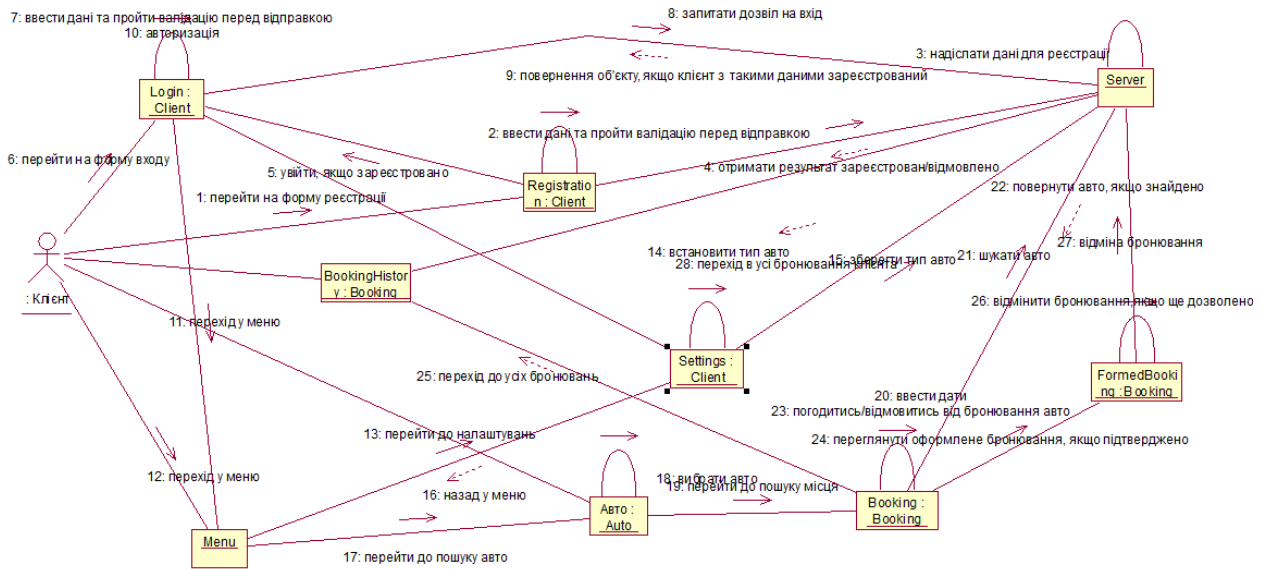 7: ввести дані та пройти валідацію перед відправкою
10: авторизація
8: запитати дозвіл на вхід
3: надіслати дані для реєстрації
9: повернення об'єкту, якщо клієнт з такими даними зареєстрований
Server
Login :
Client
2: ввести дані та пройти валідацію перед відправкою
6: перейти на форму входу
5: увійти, якщо зареєстровано
4: отримати результат зареєстрован/відмовлено
Registratio
n : Client
22: повернути авто, якщо знайдено
1: перейти на форму реєстрації
27: відміна бронювання
14: встановити тип авто
15: зберегти тип авто
21: шукати авто
28: перехід в усі бронювання клієнта
BookingHistor
y : Booking
: Клієнт
26: відмінити бронювання,якщо ще дозволено
11: перехід у меню
Settings :
Client
25: перехід до усіх бронювань
FormedBooki
ng : Booking
20: ввести дати
23: погодитись/відмовитись від бронювання авто
13: перейти до налаштувань
24: переглянути оформлене бронювання, якщо підтверджено
12: перехід у меню
18: вибрати авто
19: перейти до пошуку місця
16: назад у меню
Авто :
Auto
Booking :
Booking
Menu
17: перейти до пошуку авто